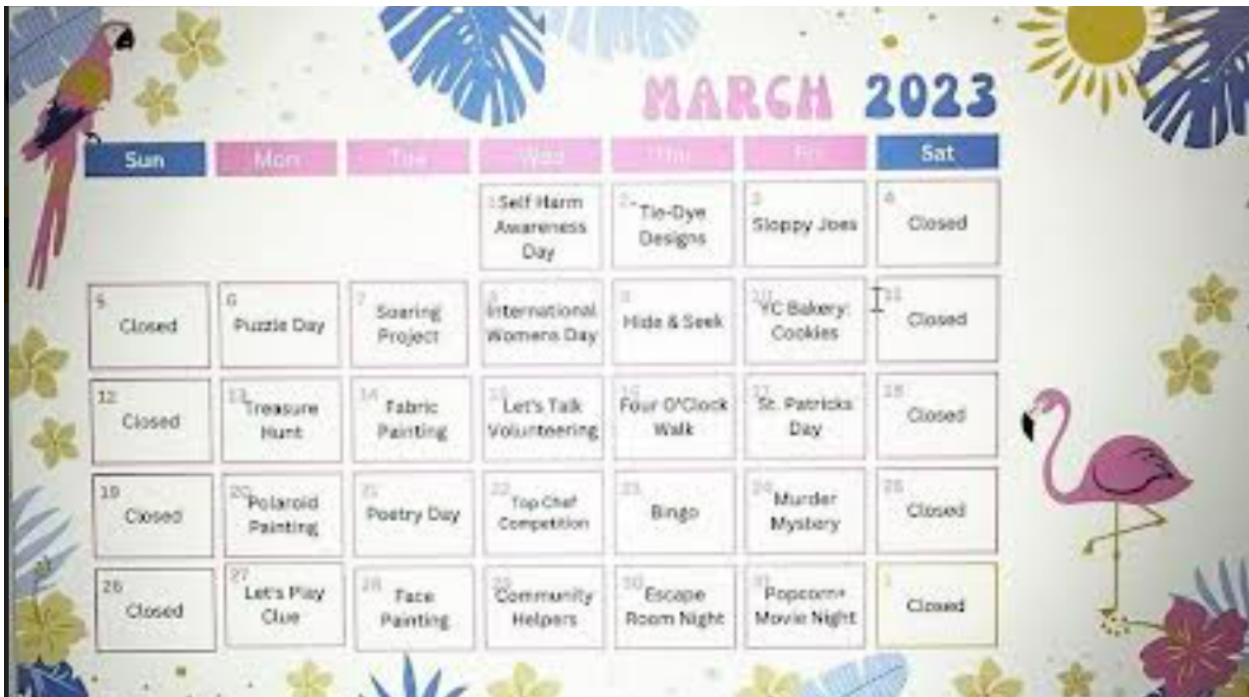 MARCH 2023
Sun Mon Tue Wed Thu Fri Sat
1 Self Harm
Awareness
Day
2 Tie-Dye
Designs
3
Sloppy Joes
4
Closed
5
Closed
6
Puzzle Day
7
Soaring
Project
8
International
Womens Day
9
Hide & Seek
10
YC Bakery:
Cookies
11
Closed
12
Closed
13
Treasure
Hunt
14
Fabric
Painting
15
Let's Talk
Volunteering
16
Four O'Clock
Walk
17
St. Patricks
Day
18
Closed
19
Closed
20
Polaroid
Painting
21
Poetry Day
22
Top Chef
Competition
23
Bingo
24
Murder
Mystery
25
Closed
26
Closed
27
Let's Play
Clue
28
Face
Painting
29
Community
Helpers
30
Escape
Room Night
31
Popcorn+
Movie Night
1
Closed